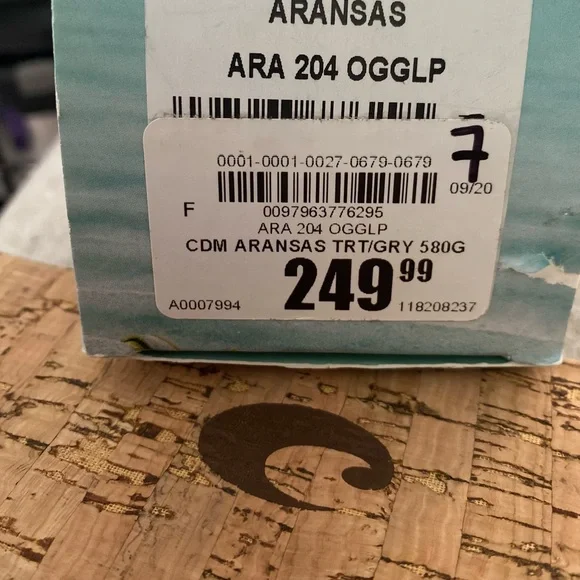 ARANSAS
ARA 204 OGGLP
7
0001-0001-0027-0679-0679
09/20
F
0097963776295
ARA 204 OGGLP
CDM ARANSAS TRT/GRY 580G
249 99
A0007994
118208237